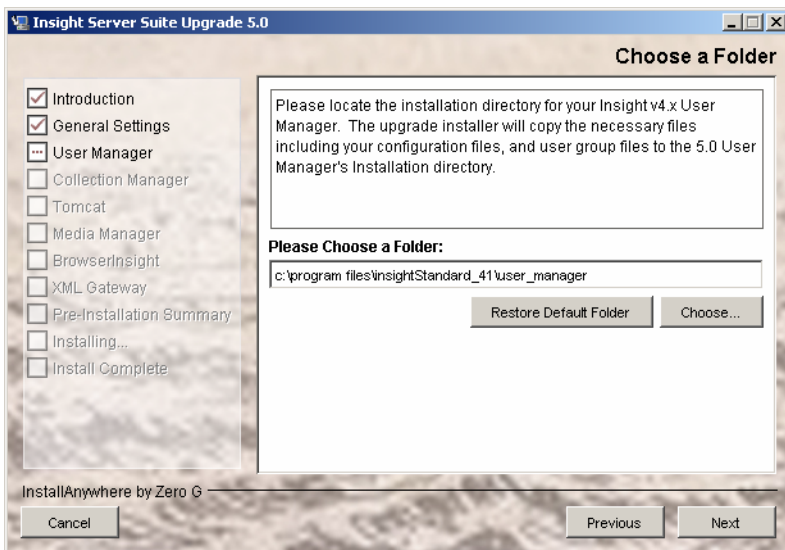 Insight Server Suite Upgrade 5.0
Choose a Folder
Introduction
General Settings
User Manager
Collection Manager
Tomcat
Media Manager
BrowserInsight
XML Gateway
Pre-Installation Summary
Installing...
Install Complete
Please locate the installation directory for your Insight v4.x User
Manager. The upgrade installer will copy the necessary files
including your configuration files, and user group files to the 5.0 User
Manager's Installation directory.
Please Choose a Folder:
c:\program files\insightStandard_41\user_manager
Restore Default Folder
Choose...
InstallAnywhere by Zero G
Cancel
Previous
Next